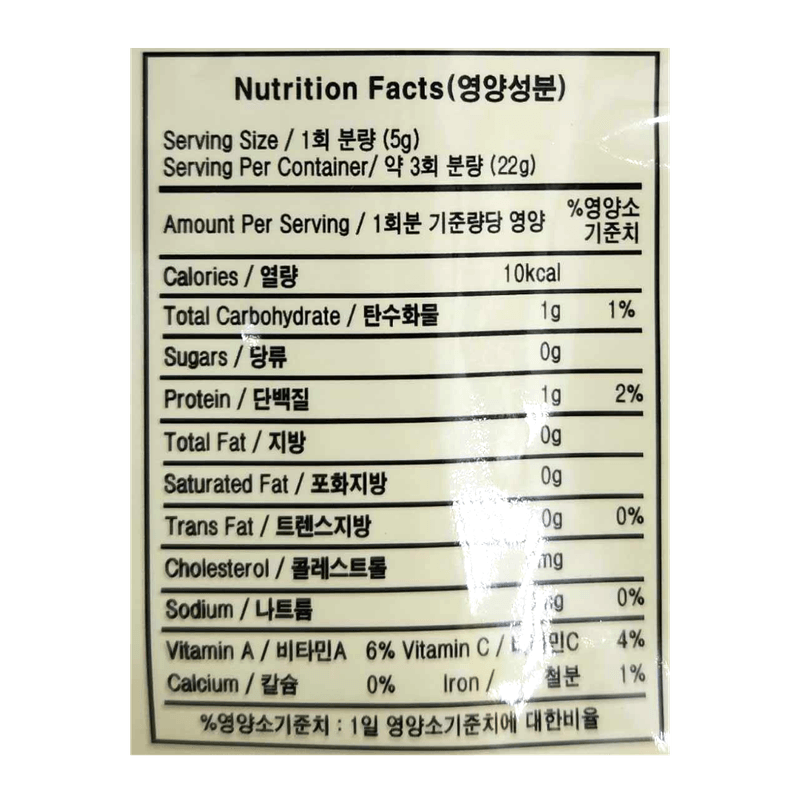 Nutrition Facts(영양성분)
Serving Size / 1회 분량 (5g)
Serving Per Container/ 약 3회 분량 (22g)
Amount Per Serving / 1회분 기준량당 영양 %영양소
기준치
Calories / 열량 10kcal
Total Carbohydrate / 탄수화물 1g 1%
Sugars / 당류 0g
Protein / 단백질 1g 2%
Total Fat / 지방 0g
Saturated Fat / 포화지방 0g
Trans Fat / 트렌스지방 0g 0%
Cholesterol / 콜레스트롤
Sodium / 나트륨 0%
Vitamin A / 비타민A 6% Vitamin C / 4%
Calcium / 칼슘 0% Iron / 철분 1%
%영양소기준치 : 1일 영양소기준치에 대한비율